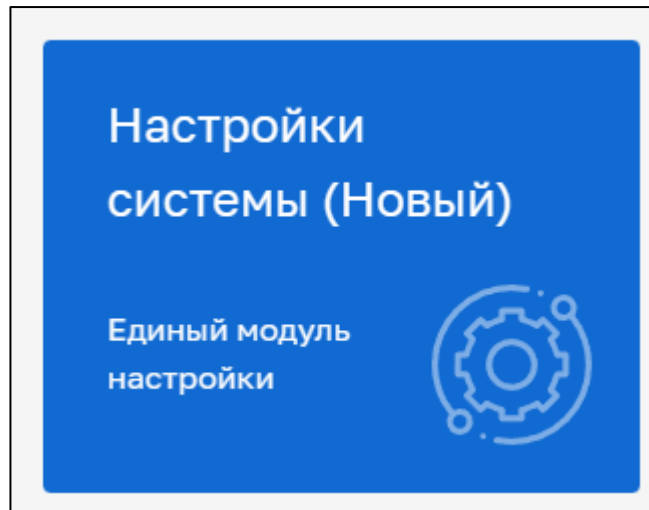 Настройки
системы (Новый)
Единый модуль
настройки